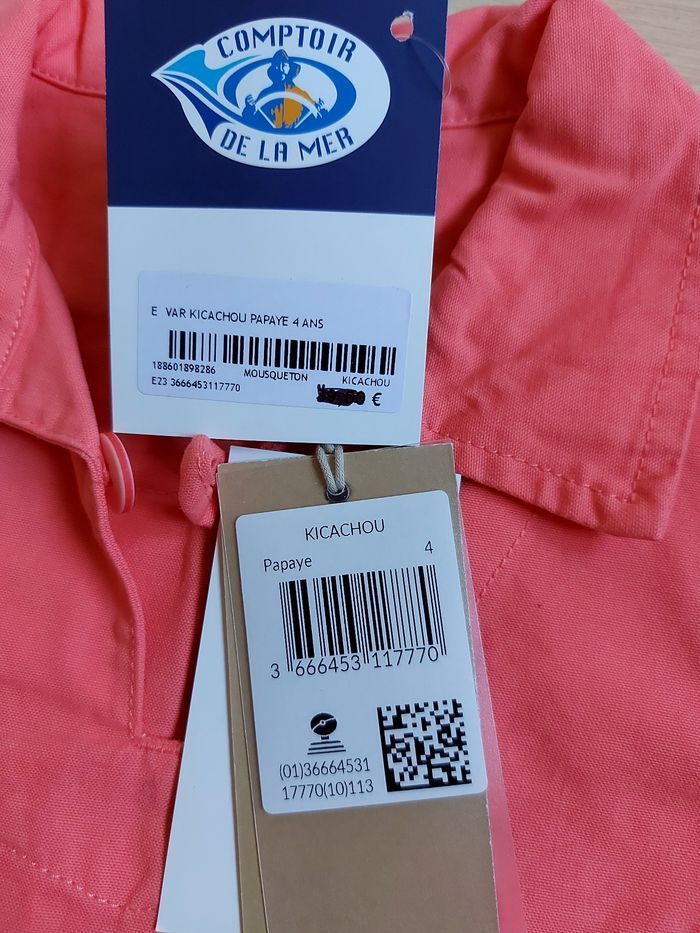 COMPTOIR
DE LA MER
E VAR KICACHOU PAPAYE 4 ANS
188601898286 MOUSQUETON KICACHOU
E23 3666453117770 €
KICACHOU
Papaye 4
3 666453 117770
(01)36664531
17770(10)113